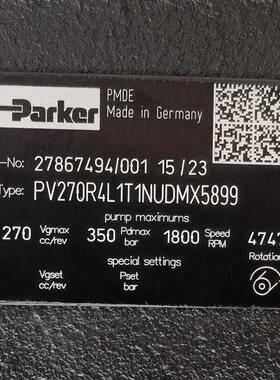 Parker
PMDE
Made in Germany
-No: 27867494/001 15/23
Type: PV270R4L1T1NUDMX5899
pump maximums
270 Vgmax cc/rev 350 Pdmax bar 1800 Speed RPM
Rotation
special settings
Vgset cc/rev Pset bar